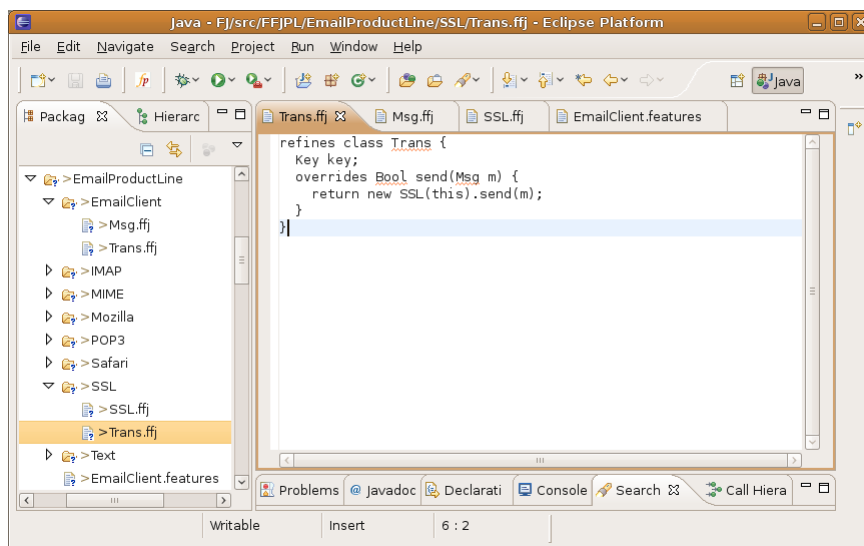 Java - FJ/src/FFJPL/EmailProductLine/SSL/Trans.ffj - Eclipse Platform
File Edit Navigate Search Project Run Window Help
Java »
Packag Hierarc
Trans.ffj Msg.ffj SSL.ffj EmailClient.features
>EmailProductLine
>EmailClient
>Msg.ffj
>Trans.ffj
>IMAP
>MIME
>Mozilla
>POP3
>Safari
>SSL
>SSL.ffj
>Trans.ffj
>Text
>EmailClient.features
refines class Trans {
Key key;
overrides Bool send(Msg m) {
return new SSL(this).send(m);
}
}
Problems @ Javadoc Declarati Console Search Call Hiera
Writable Insert 6 : 2